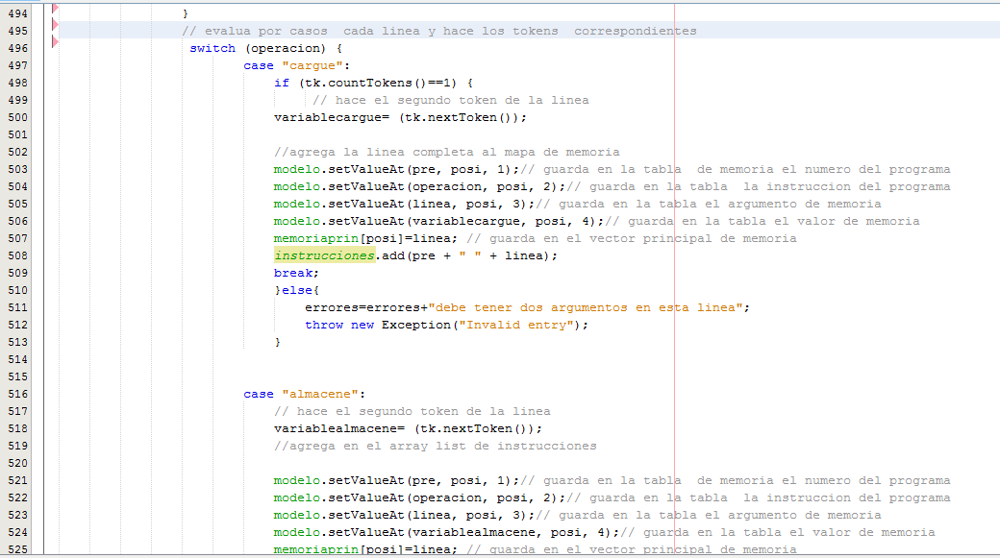 494 }
495 // evalua por casos  cada linea y hace los tokens  correspondientes
496 switch (operacion) {
497 case "cargue":
498 if (tk.countTokens()==1) {
499 // hace el segundo token de la linea
500 variablecargue= (tk.nextToken());
501
502 //agrega la linea completa al mapa de memoria
503 modelo.setValueAt(pre, posi, 1);// guarda en la tabla  de memoria el numero del programa
504 modelo.setValueAt(operacion, posi, 2);// guarda en la tabla  la instruccion del programa
505 modelo.setValueAt(linea, posi, 3);// guarda en la tabla el argumento de memoria
506 modelo.setValueAt(variablecargue, posi, 4);// guarda en la tabla el valor de memoria
507 memoriaprin[posi]=linea; // guarda en el vector principal de memoria
508 instrucciones.add(pre + " " + linea);
509 break;
510 }else{
511 errores=errores+"debe tener dos argumentos en esta linea";
512 throw new Exception("Invalid entry");
513 }
514
515
516 case "almacene":
517 // hace el segundo token de la linea
518 variablealmacene= (tk.nextToken());
519 //agrega en el array list de instrucciones
520
521 modelo.setValueAt(pre, posi, 1);// guarda en la tabla  de memoria el numero del programa
522 modelo.setValueAt(operacion, posi, 2);// guarda en la tabla  la instruccion del programa
523 modelo.setValueAt(linea, posi, 3);// guarda en la tabla el argumento de memoria
524 modelo.setValueAt(variablealmacene, posi, 4);// guarda en la tabla el valor de memoria
525 memoriaprin[posi]=linea; // guarda en el vector principal de memoria